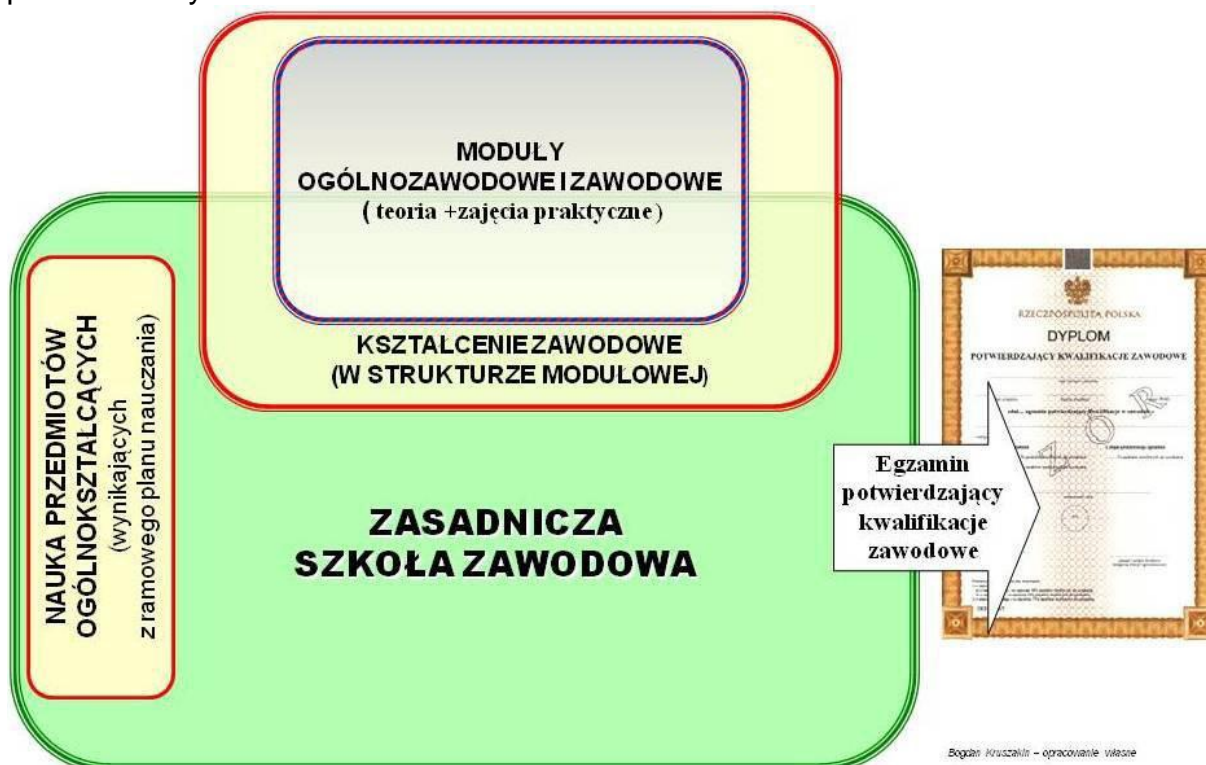 MODUŁY
OGÓLNOZAWODOWE I ZAWODOWE
( teoria +zajęcia praktyczne )
KSZTAŁCENIE ZAWODOWE
(W STRUKTURZE MODUŁOWEJ)
NAUKA PRZEDMIOTÓW
OGÓLNOKSZTAŁCĄCYCH
(wynikających
z ramowego planu nauczania)
ZASADNICZA
SZKOŁA ZAWODOWA
Egzamin
potwierdzający
kwalifikacje
zawodowe
RZECZPOSPOLITA POLSKA
DYPLOM
POTWIERDZAJĄCY KWALIFIKACJE ZAWODOWE
Bogdan Kruszakin – opracowanie własne